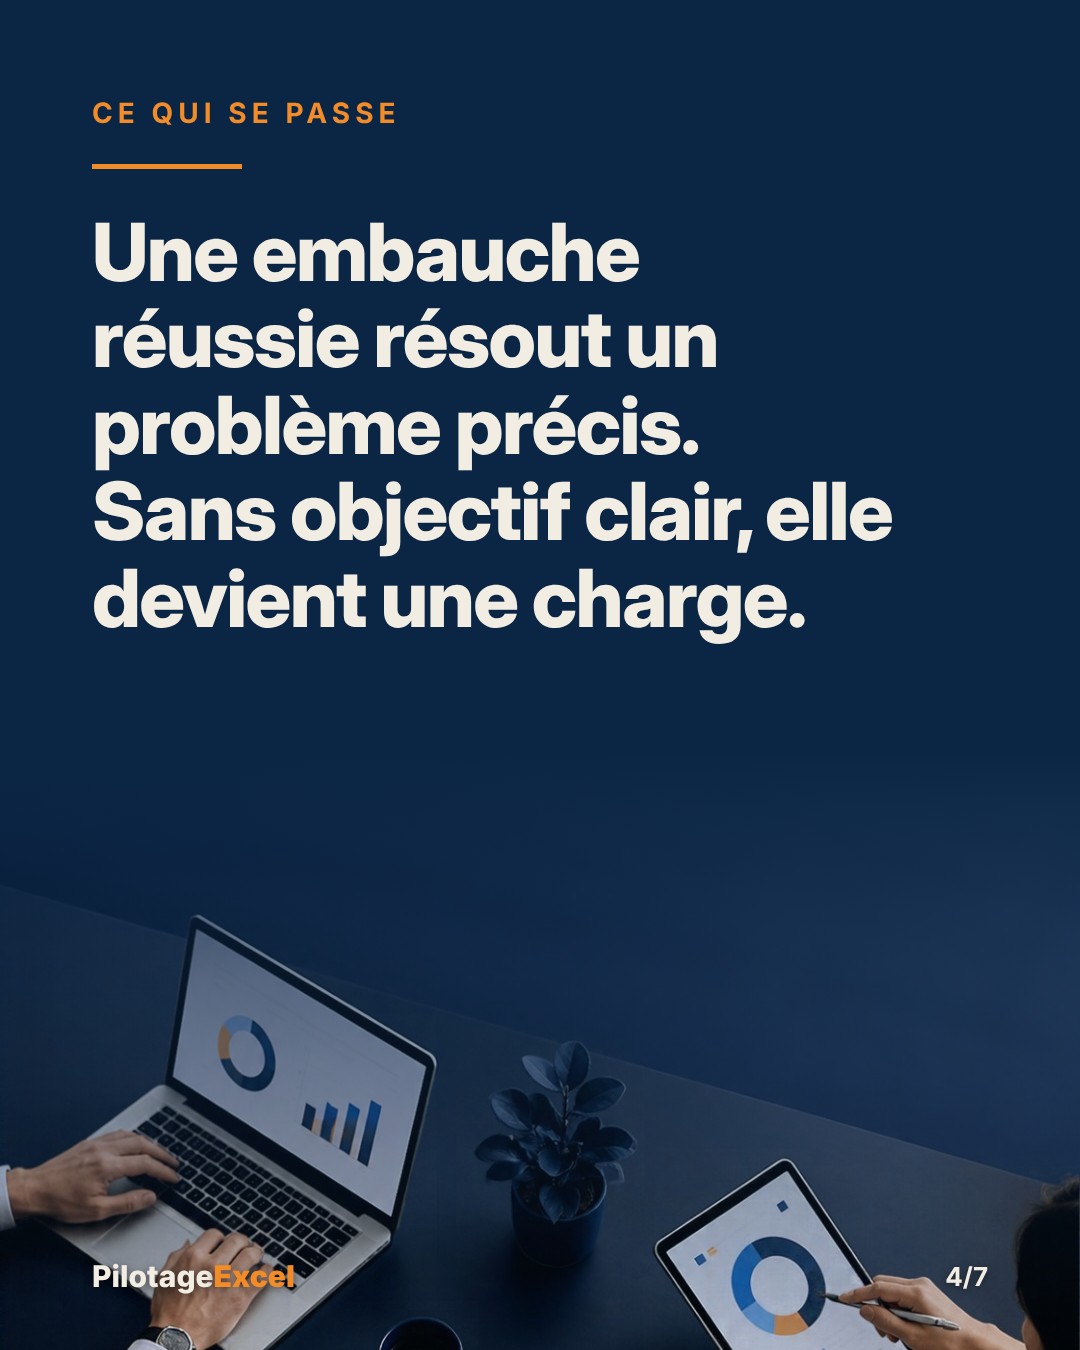 CE QUI SE PASSE
Une embauche
réussie résout un
problème précis.
Sans objectif clair, elle
devient une charge.
PilotageExcel
4/7